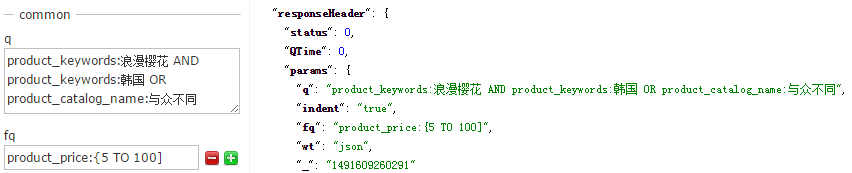 common
q
product_keywords:浪漫樱花 AND
product_keywords:韩国 OR
product_catalog_name:与众不同
fq
product_price:{5 TO 100]
"responseHeader": {
"status": 0,
"QTime": 0,
"params": {
"q": "product_keywords:浪漫樱花 AND product_keywords:韩国 OR product_catalog_name:与众不同",
"indent": "true",
"fq": "product_price:{5 TO 100]",
"wt": "json",
"_": "1491609260291"